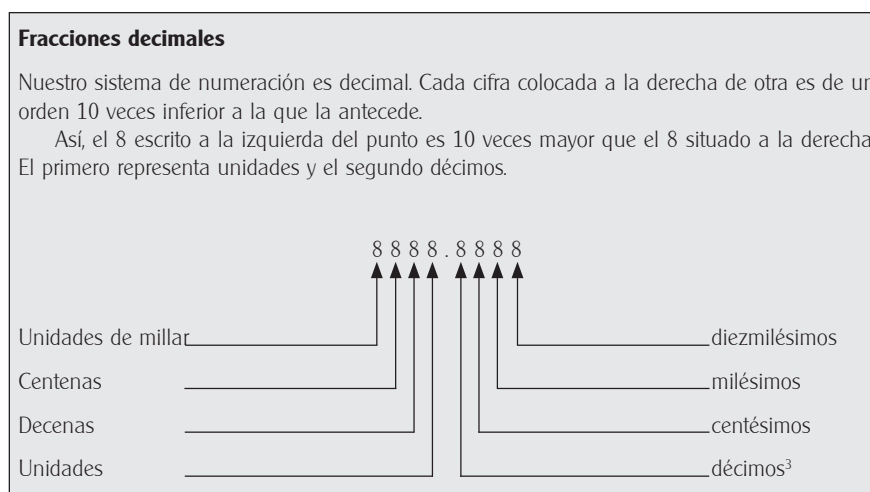 Fracciones decimales
Nuestro sistema de numeración es decimal. Cada cifra colocada a la derecha de otra es de un
orden 10 veces inferior a la que la antecede.
Así, el 8 escrito a la izquierda del punto es 10 veces mayor que el 8 situado a la derecha
El primero representa unidades y el segundo décimos.
8 8 8 8 . 8 8 8 8
Unidades de millar diezmilésimos
Centenas milésimos
Decenas centésimos
Unidades décimos³